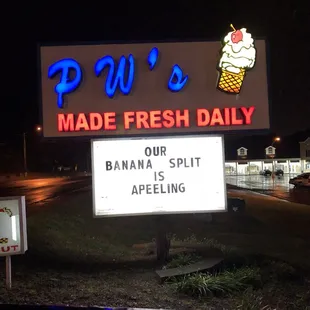 PW's
MADE FRESH DAILY
OUR
BANANA SPLIT
IS
APEELING